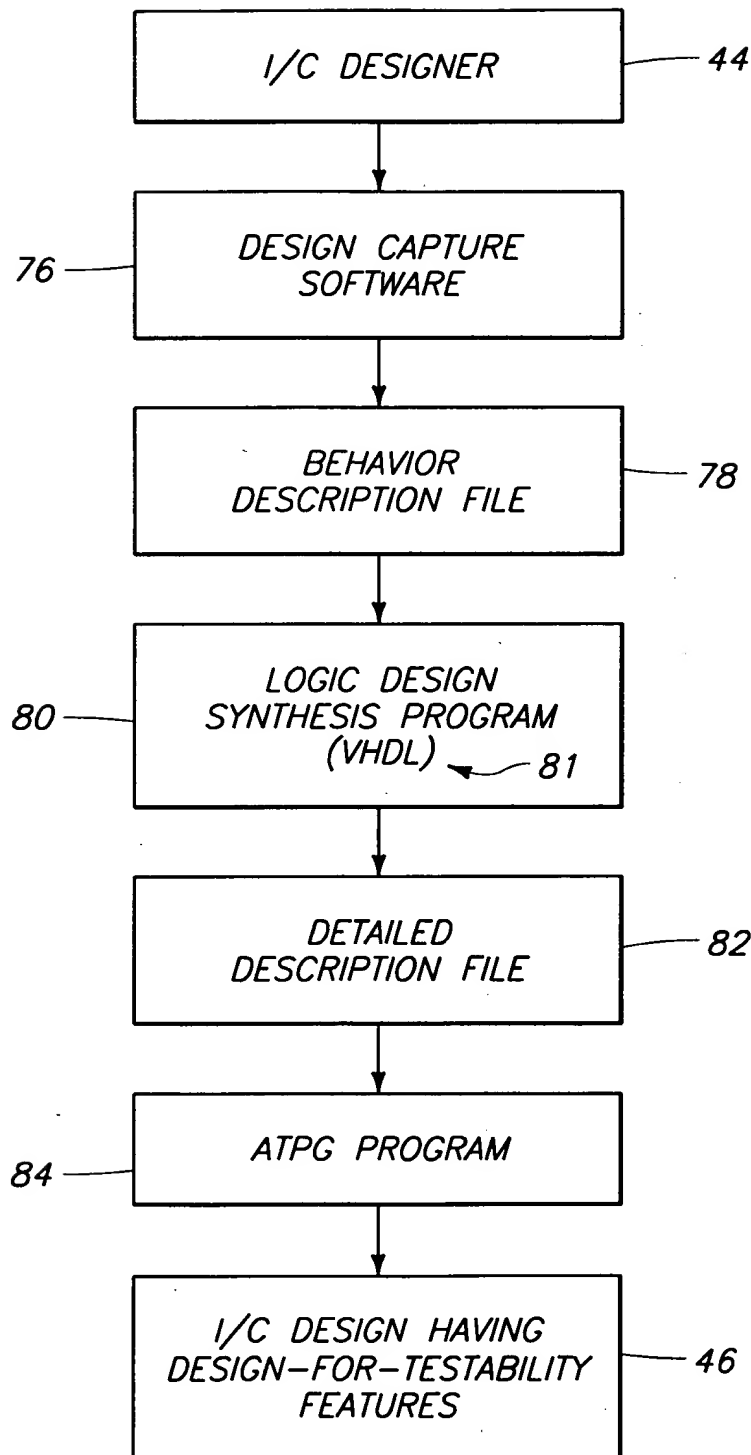 I/C DESIGNER
44
DESIGN CAPTURE
SOFTWARE
76
BEHAVIOR
DESCRIPTION FILE
78
LOGIC DESIGN
SYNTHESIS PROGRAM
(VHDL)
80
81
DETAILED
DESCRIPTION FILE
82
ATPG PROGRAM
84
I/C DESIGN HAVING
DESIGN-FOR-TESTABILITY
FEATURES
46